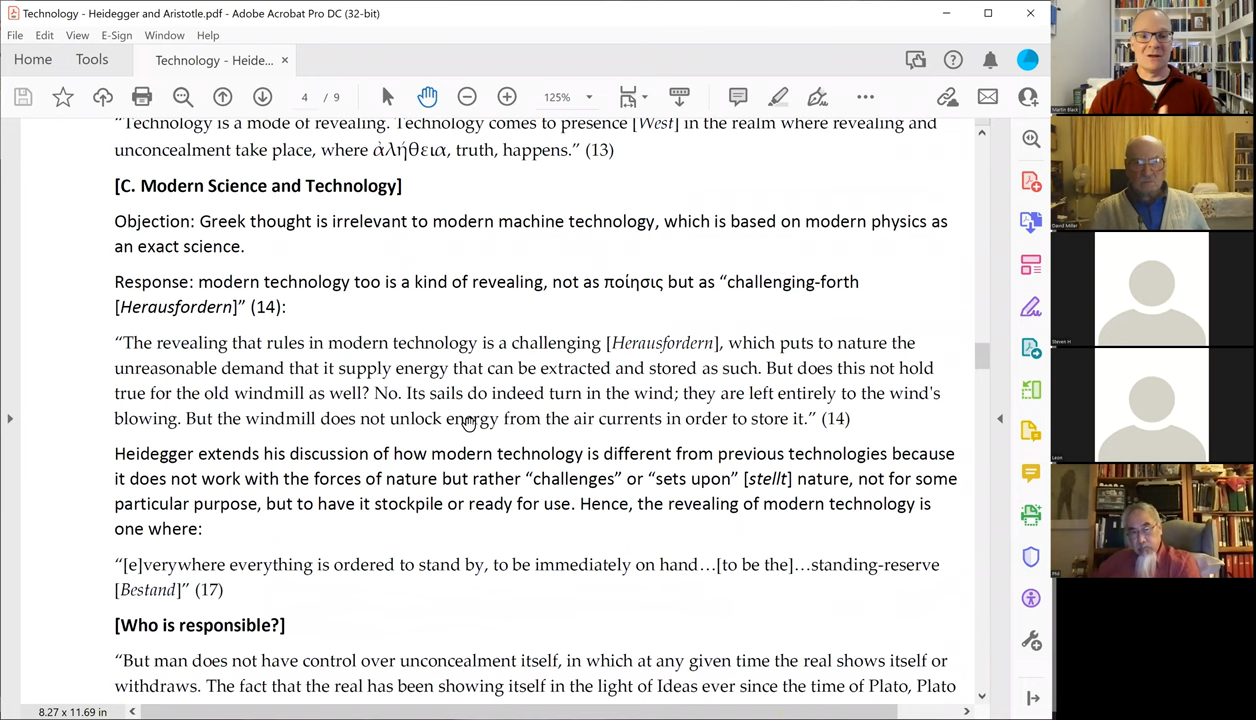 Technology - Heidegger and Aristotle.pdf - Adobe Acrobat Pro DC (32-bit)
File Edit View E-Sign Window Help
Home Tools Technology - Heide... ×
4 / 9 125%
“Technology is a mode of revealing. Technology comes to presence [West] in the realm where revealing and
unconcealment take place, where ἀλήθεια, truth, happens.” (13)
[C. Modern Science and Technology]
Objection: Greek thought is irrelevant to modern machine technology, which is based on modern physics as
an exact science.
Response: modern technology too is a kind of revealing, not as ποίησις but as “challenging-forth
[Herausfordern]” (14):
“The revealing that rules in modern technology is a challenging [Herausfordern], which puts to nature the
unreasonable demand that it supply energy that can be extracted and stored as such. But does this not hold
true for the old windmill as well? No. Its sails do indeed turn in the wind; they are left entirely to the wind's
blowing. But the windmill does not unlock energy from the air currents in order to store it.” (14)
Heidegger extends his discussion of how modern technology is different from previous technologies because
it does not work with the forces of nature but rather “challenges” or “sets upon” [stellt] nature, not for some
particular purpose, but to have it stockpile or ready for use. Hence, the revealing of modern technology is
one where:
“[e]verywhere everything is ordered to stand by, to be immediately on hand…[to be the]…standing-reserve
[Bestand]” (17)
[Who is responsible?]
“But man does not have control over unconcealment itself, in which at any given time the real shows itself or
withdraws. The fact that the real has been showing itself in the light of Ideas ever since the time of Plato, Plato
8.27 x 11.69 in
Martin Black
David Miller
Steven H
Leon
Phil